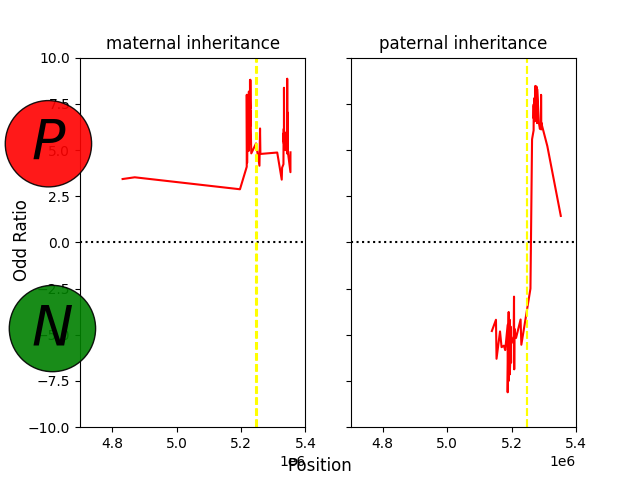 maternal inheritance paternal inheritance
10.0
7.5
P
5.0
2.5
Odd Ratio
0.0
−2.5
N
−5.0
−7.5
−10.0
4.8 5.0 5.2 5.4 4.8 5.0 5.2 5.4
1e6 1e6
Position